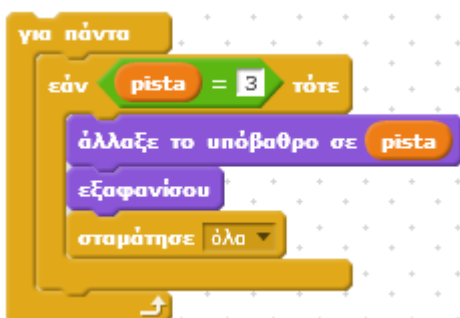 για πάντα
εάν pista = 3 τότε
άλλαξε το υπόβαθρο σε pista
εξαφανίσου
σταμάτησε όλα